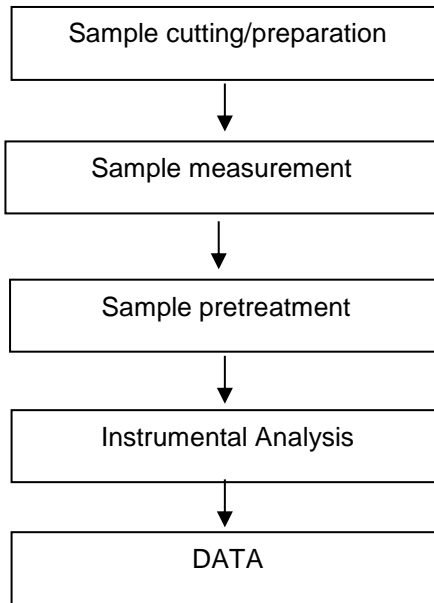 Sample cutting/preparation
Sample measurement
Sample pretreatment
Instrumental Analysis
DATA